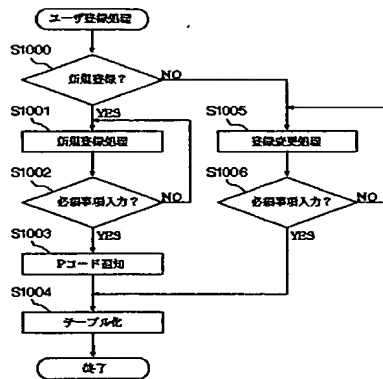 ユーザ登録処理
S1000
新規登録?
NO
YES
S1001
新規登録処理
S1002
必須事項入力?
NO
YES
S1003
Pコード通知
S1004
テーブル化
終了
S1005
登録変更処理
S1006
必須事項入力?
NO
YES